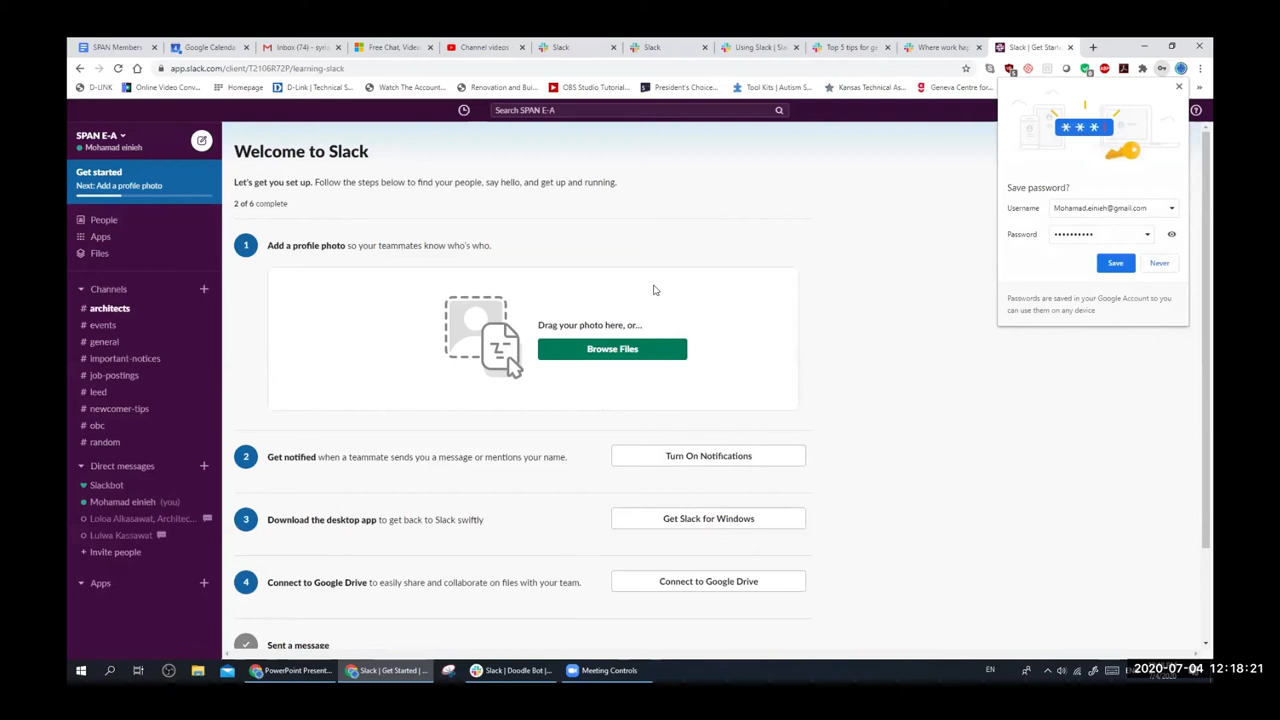 SPAN Members
Google Calenda
Inbox (74) - syria
Free Chat, Video
Channel videos
Slack
Slack
Using Slack | Sla
Top 5 tips for ge
Where work hap
Slack | Get Start
app.slack.com/client/T2106R72P/learning-slack
D-LINK
Online Video Conv...
Homepage
D-Link | Technical S...
Watch The Account...
Renovation and Bui...
OBS Studio Tutorial...
President's Choice...
Tool Kits | Autism S...
Kansas Technical As...
Geneva Centre for...
»
Search SPAN E-A
SPAN E-A
Mohamad einieh
Get started
Next: Add a profile photo
People
Apps
Files
Channels
# architects
# events
# general
# important-notices
# job-postings
# leed
# newcomer-tips
# obc
# random
Direct messages
Slackbot
Mohamad einieh (you)
Loloa Alkasawat, Architec...
Lulwa Kassawat
+ Invite people
Apps
Welcome to Slack
Let's get you set up. Follow the steps below to find your people, say hello, and get up and running.
2 of 6 complete
1 Add a profile photo so your teammates know who's who.
Drag your photo here, or...
Browse Files
2 Get notified when a teammate sends you a message or mentions your name.
Turn On Notifications
3 Download the desktop app to get back to Slack swiftly
Get Slack for Windows
4 Connect to Google Drive to easily share and collaborate on files with your team.
Connect to Google Drive
Sent a message
Save password?
Username Mohamad.einieh@gmail.com
Password ••••••••••
Save
Never
Passwords are saved in your Google Account so you
can use them on any device
PowerPoint Present...
Slack | Get Started | ...
Slack | Doodle Bot |...
Meeting Controls
EN
2020-07-04 12:18:21
7/4/2020